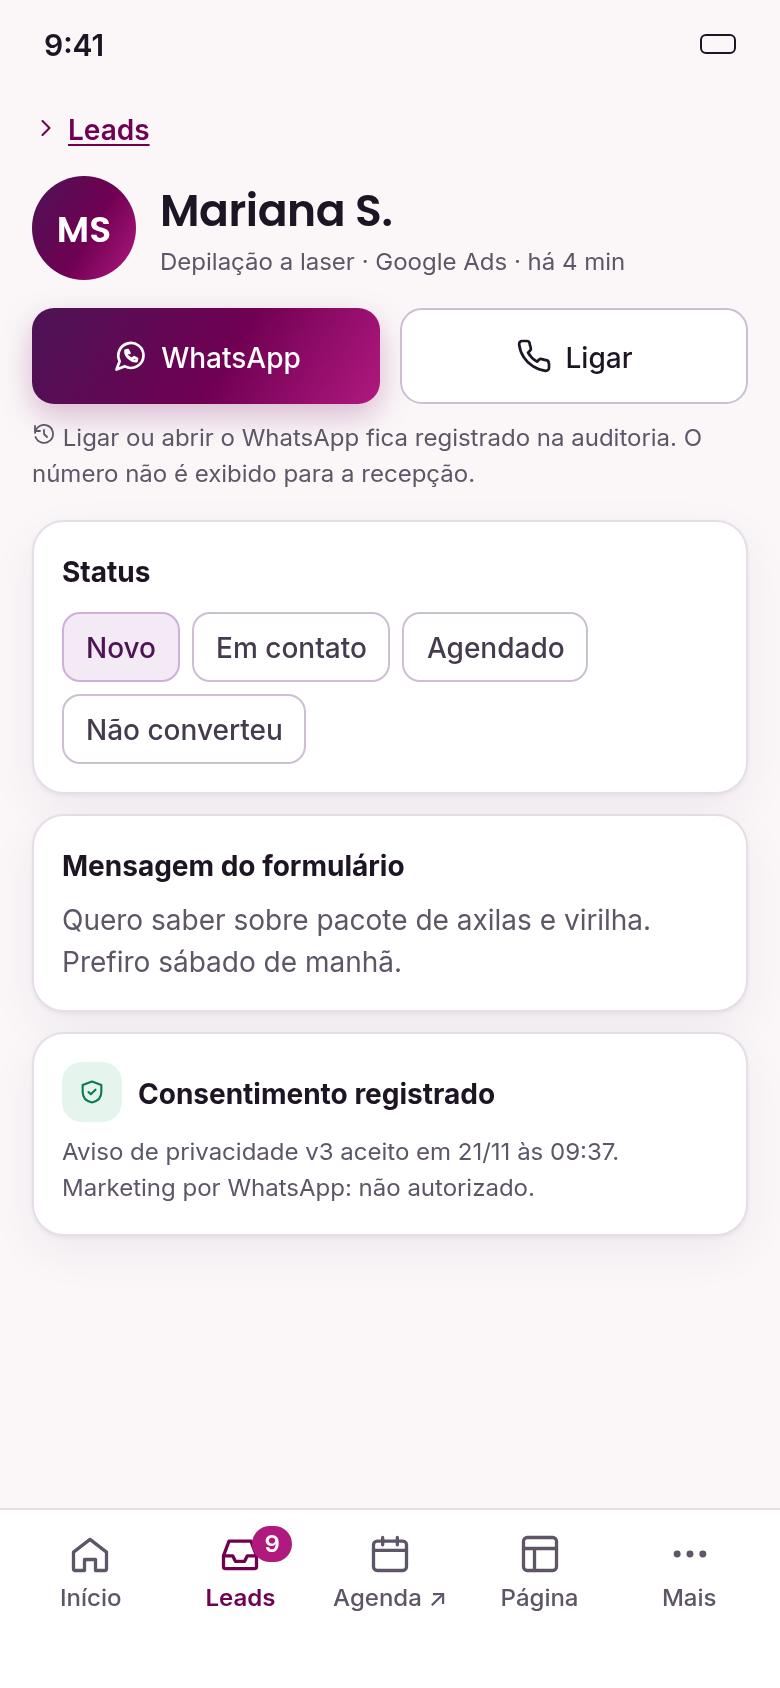 9:41
Leads
MS
Mariana S.
Depilação a laser · Google Ads · há 4 min
WhatsApp
Ligar
Ligar ou abrir o WhatsApp fica registrado na auditoria. O
número não é exibido para a recepção.
Status
Novo
Em contato
Agendado
Não converteu
Mensagem do formulário
Quero saber sobre pacote de axilas e virilha.
Prefiro sábado de manhã.
Consentimento registrado
Aviso de privacidade v3 aceito em 21/11 às 09:37.
Marketing por WhatsApp: não autorizado.
9
Início
Leads
Agenda ↗
Página
Mais